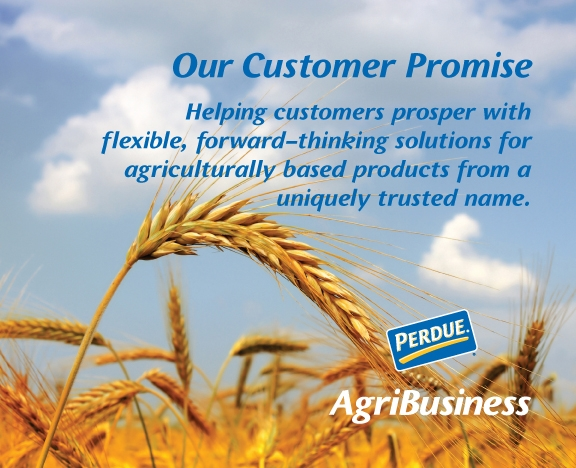 Our Customer Promise
Helping customers prosper with
flexible, forward–thinking solutions for
agriculturally based products from a
uniquely trusted name.
PERDUE®
AgriBusiness